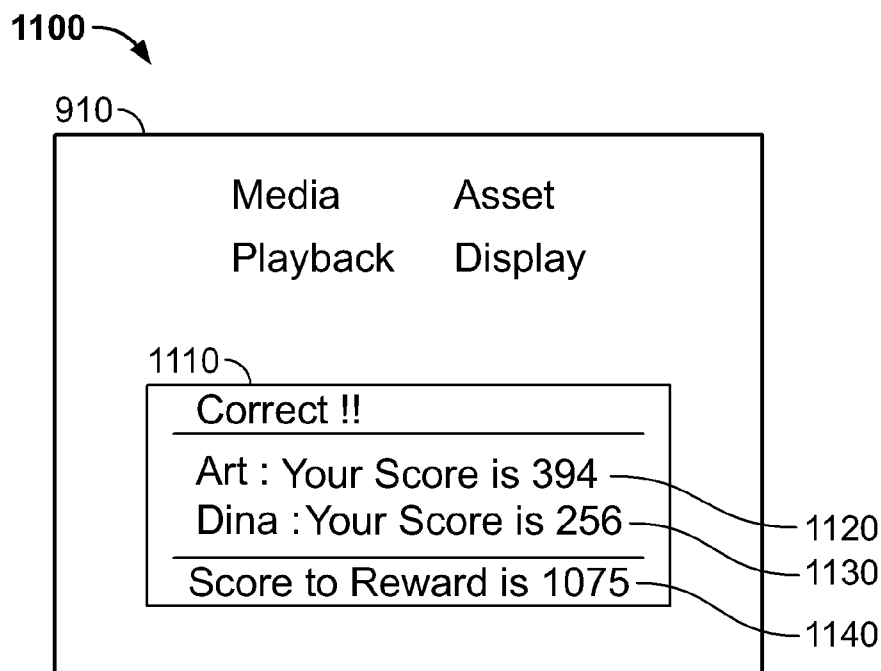 1100
910
Media Asset
Playback Display
1110
Correct !!
Art : Your Score is 394
Dina : Your Score is 256
1120
Score to Reward is 1075
1130
1140